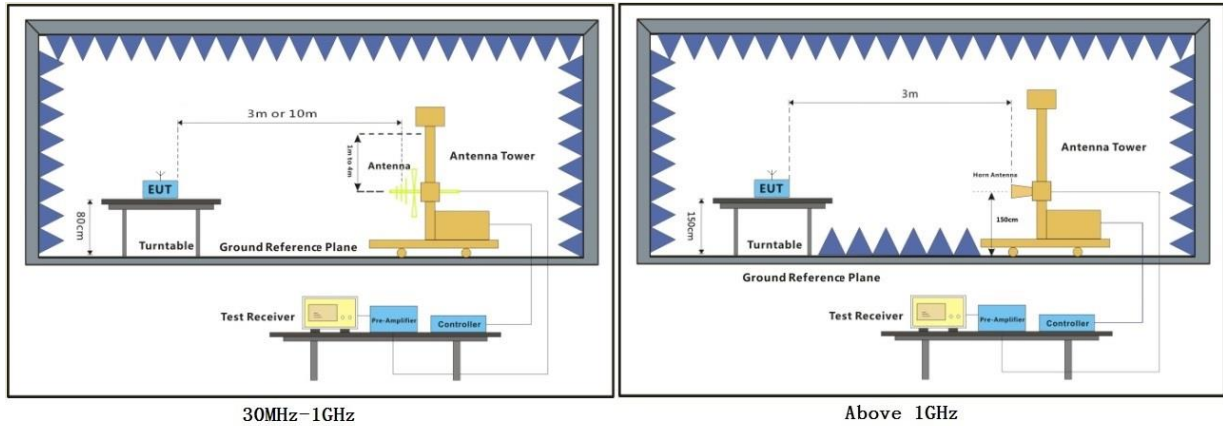 3m or 10m
1m to 4m
Antenna
Antenna Tower
EUT
80cm
Turntable
Ground Reference Plane
Test Receiver
Pre-Amplifier
Controller
30MHz-1GHz
3m
Antenna Tower
Horn Antenna
EUT
150cm
150cm
Turntable
Ground Reference Plane
Test Receiver
Pre-Amplifier
Controller
Above 1GHz